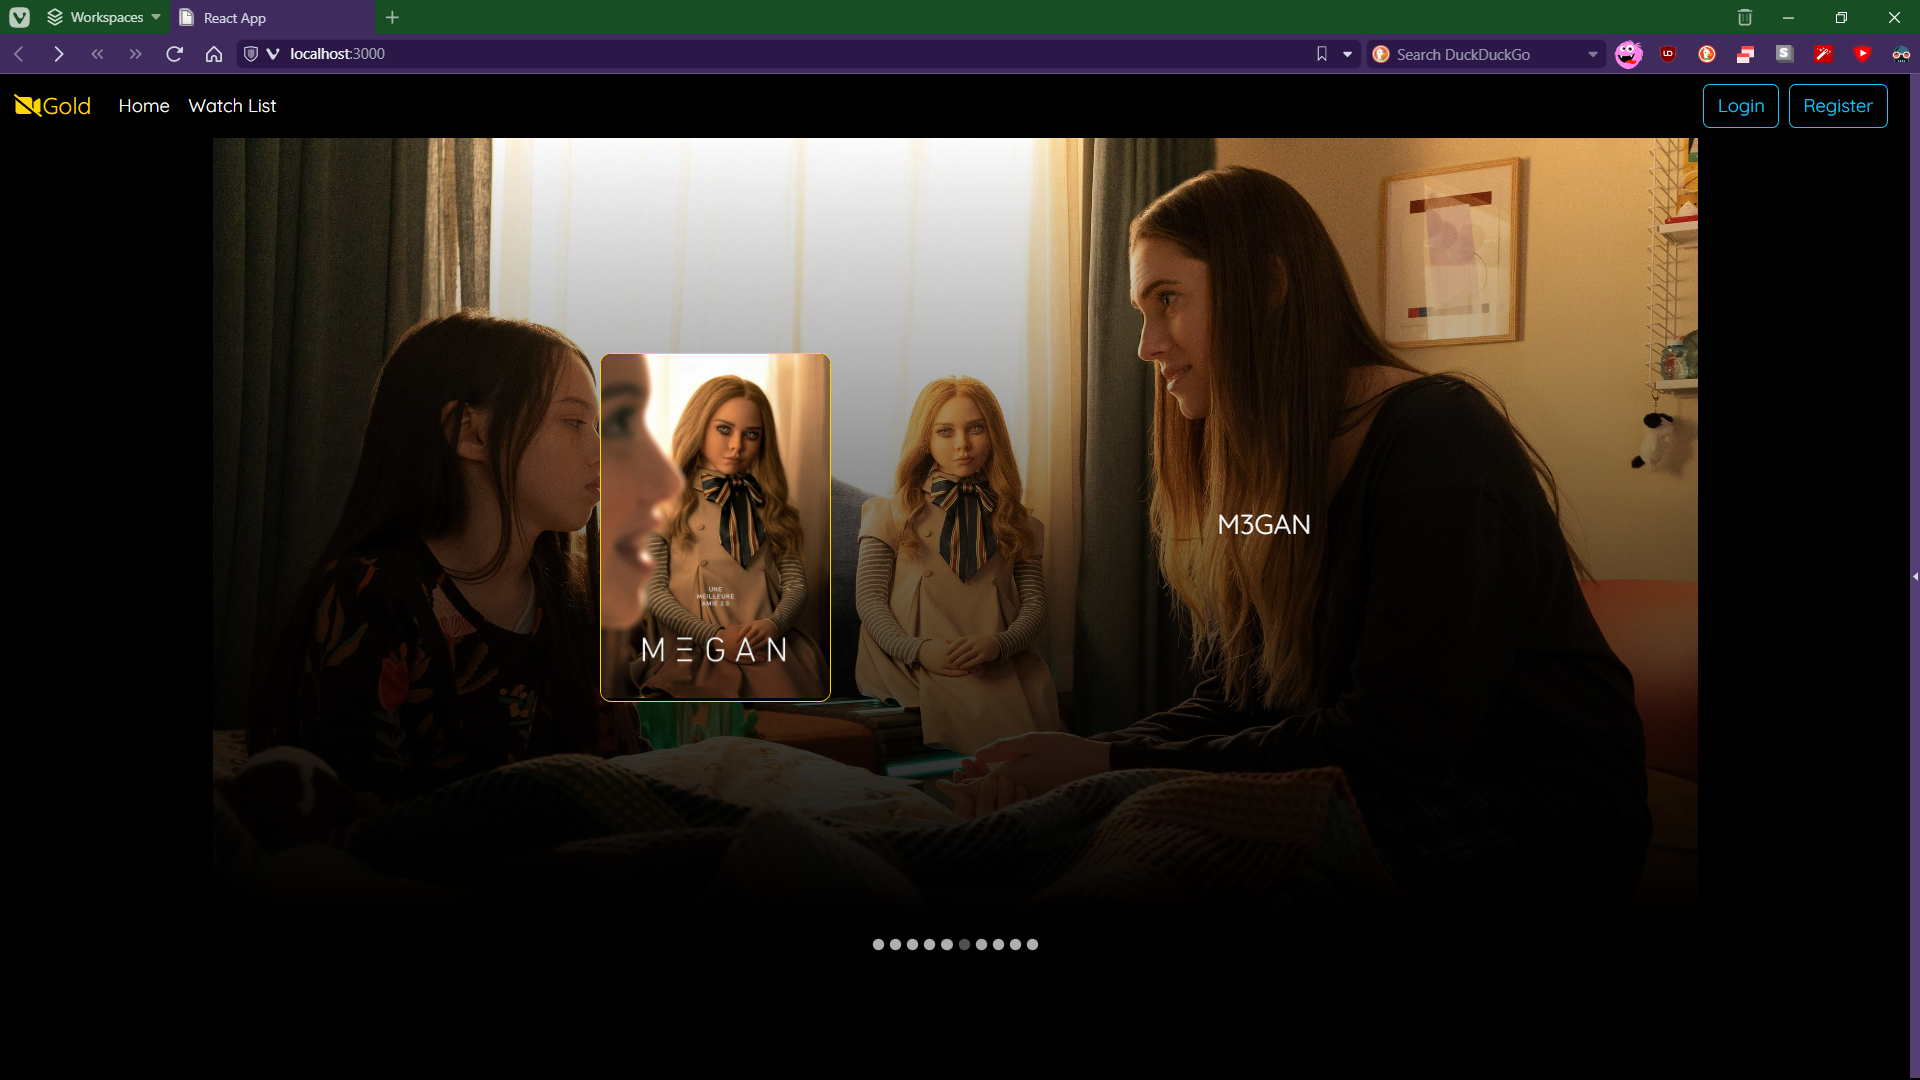 Workspaces
React App
localhost:3000
Search DuckDuckGo
Gold
Home
Watch List
Login
Register
M3GAN
UNE
MEILLEURE
AMIE 2.0
MΞGAN